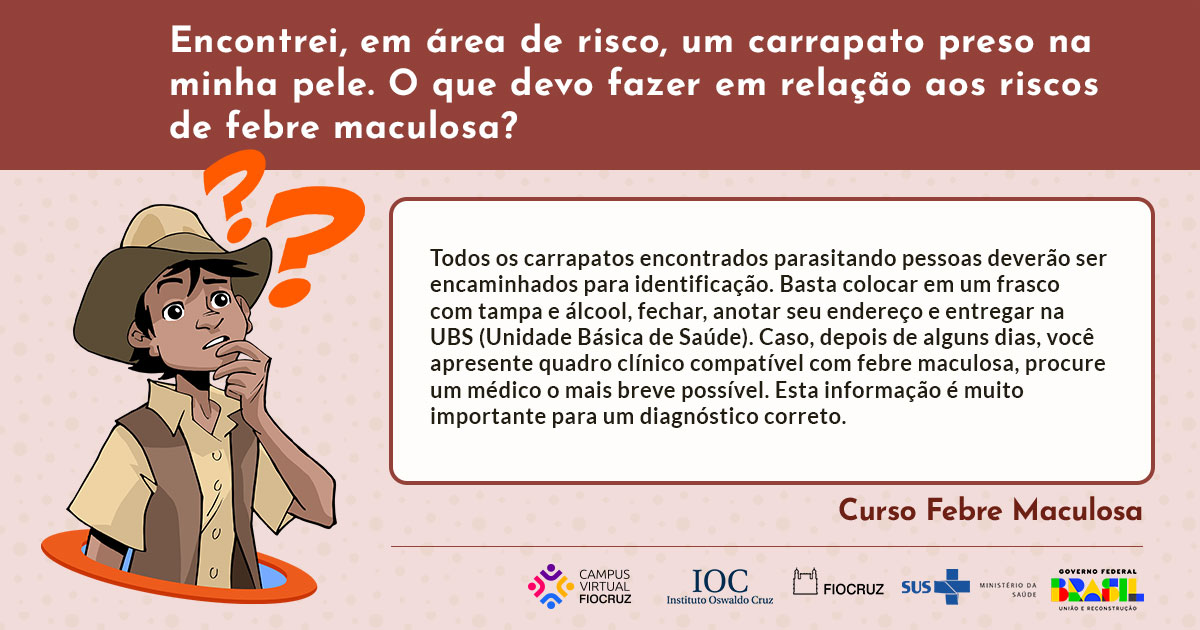 Encontrei, em área de risco, um carrapato preso na
minha pele. O que devo fazer em relação aos riscos
de febre maculosa?
? ?
Todos os carrapatos encontrados parasitando pessoas deverão ser
encaminhados para identificação. Basta colocar em um frasco
com tampa e álcool, fechar, anotar seu endereço e entregar na
UBS (Unidade Básica de Saúde). Caso, depois de alguns dias, você
apresente quadro clínico compatível com febre maculosa, procure
um médico o mais breve possível. Esta informação é muito
importante para um diagnóstico correto.
Curso Febre Maculosa
CAMPUS
VIRTUAL
FIOCRUZ
IOC
Instituto Oswaldo Cruz
FIOCRUZ
SUS
MINISTÉRIO DA
SAÚDE
GOVERNO FEDERAL
BRASIL
UNIÃO E RECONSTRUÇÃO